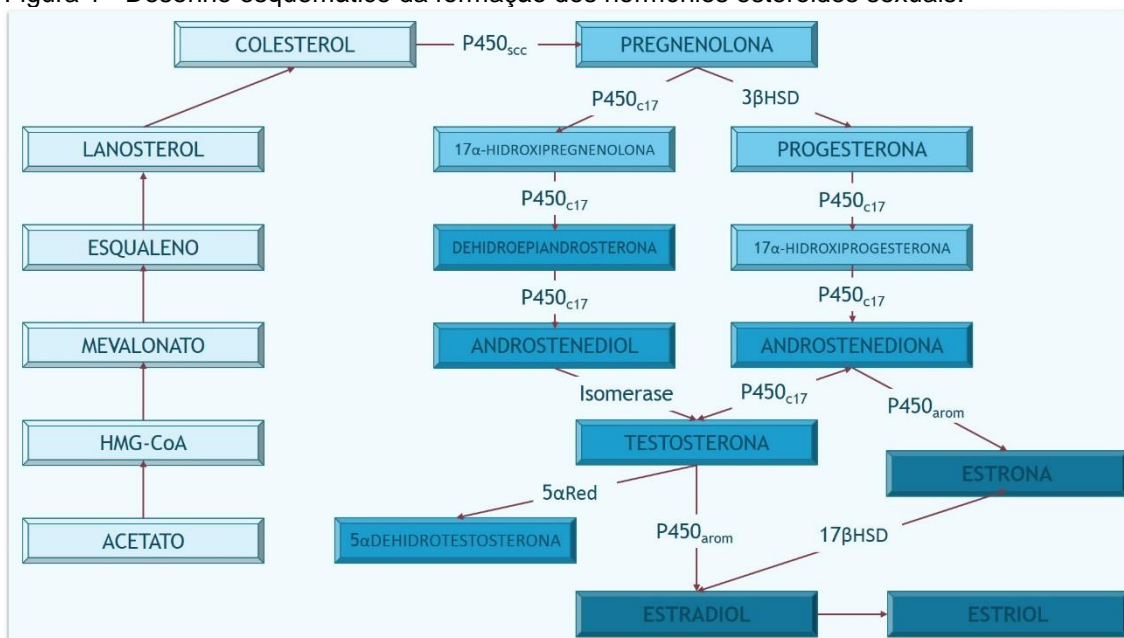 Figura 1 - Desenho esquemático da formação dos hormônios esteroides sexuais.
COLESTEROL
P450scc
PREGNENOLONA
P450c17
3βHSD
LANOSTEROL
17α-HIDROXIPREGNENOLONA
PROGESTERONA
P450c17
P450c17
ESQUALENO
DEHIDROEPIANDROSTERONA
17α-HIDROXIPROGESTERONA
P450c17
P450c17
MEVALONATO
ANDROSTENEDIOL
ANDROSTENEDIONA
Isomerase
P450c17
P450arom
HMG-CoA
TESTOSTERONA
ESTRONA
5αRed
ACETATO
5αDEHIDROTESTOSTERONA
P450arom
17βHSD
ESTRADIOL
ESTRIOL